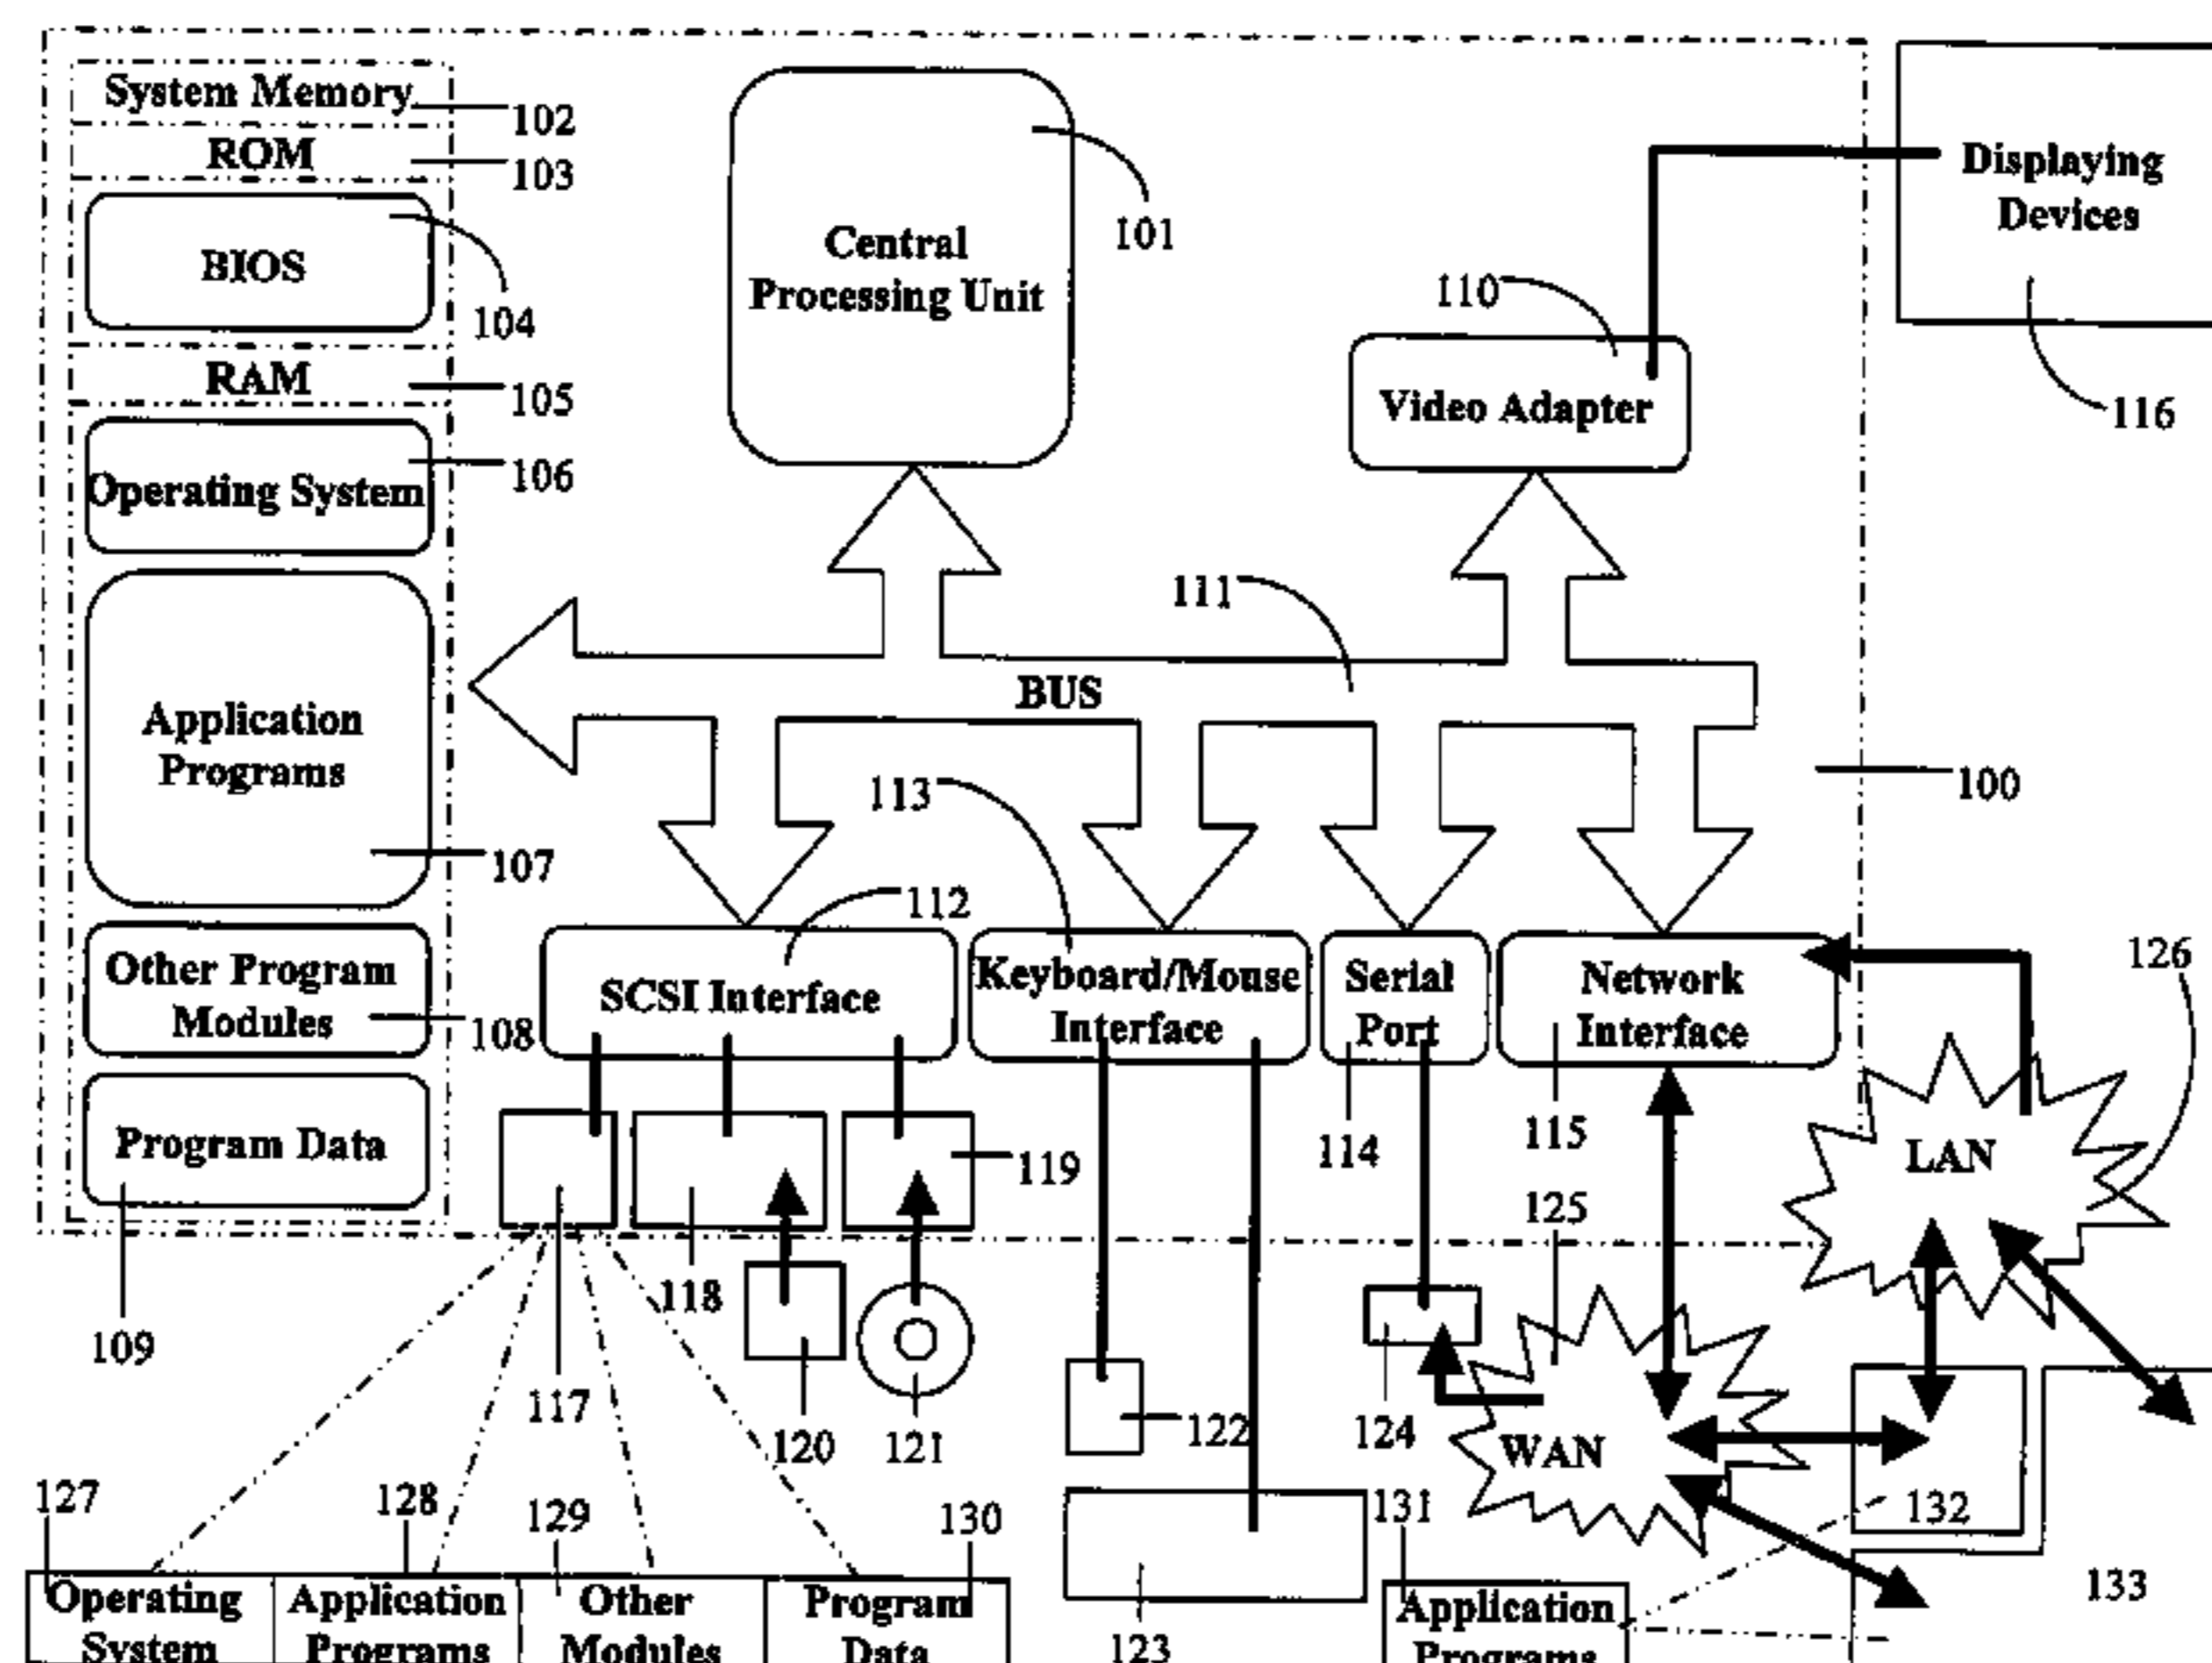 System Memory
102
ROM
103
BIOS
104
RAM
105
Operating System
106
Application
Programs
107
Other Program
Modules
108
Program Data
109
Central
Processing Unit
101
110
Video Adapter
Displaying
Devices
116
111
BUS
100
113
112
SCSI Interface
Keyboard/Mouse
Interface
Serial
Port
Network
Interface
126
119
114
115
LAN
125
118
117
120
121
122
124
WAN
132
127
128
129
130
131
133
Operating
System
Application
Programs
Other
Modules
Program
Data
123
Application
Programs